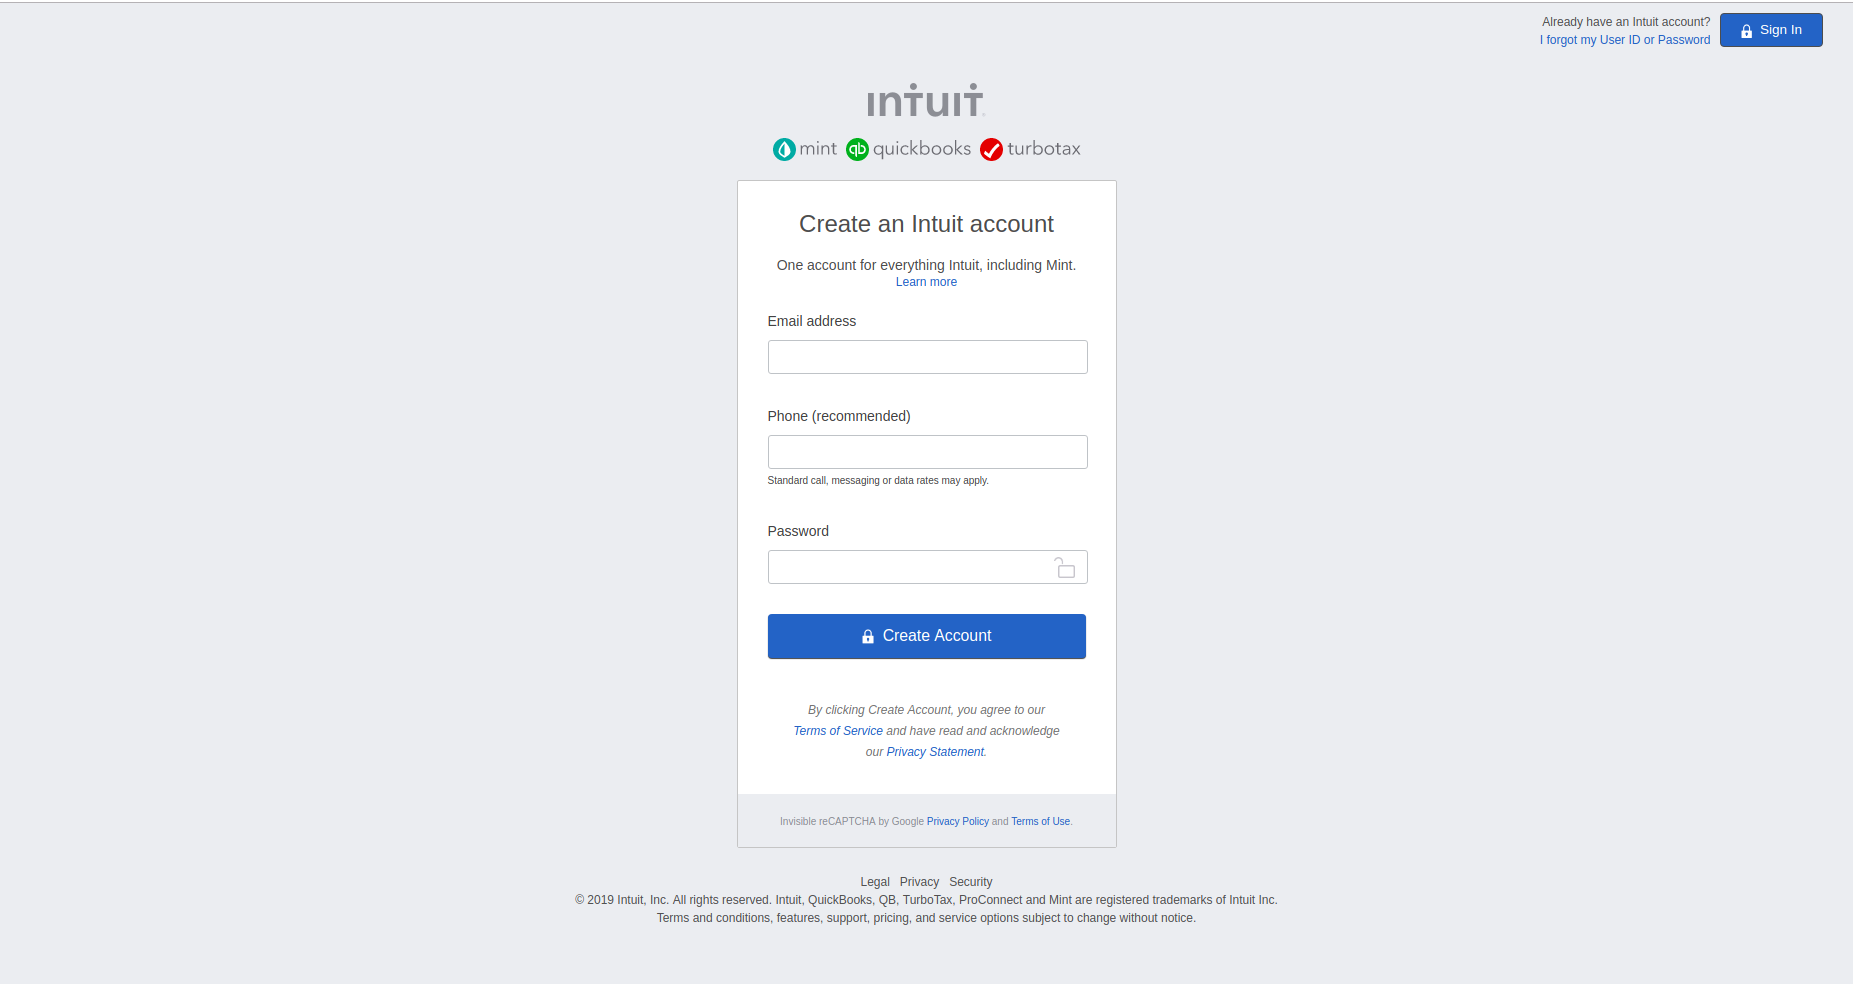 Already have an Intuit account?
I forgot my User ID or Password
Sign In
intuit
mint qb quickbooks turbotax
Create an Intuit account
One account for everything Intuit, including Mint.
Learn more
Email address
Phone (recommended)
Standard call, messaging or data rates may apply.
Password
Create Account
By clicking Create Account, you agree to our
Terms of Service and have read and acknowledge
our Privacy Statement.
Invisible reCAPTCHA by Google Privacy Policy and Terms of Use.
Legal Privacy Security
© 2019 Intuit, Inc. All rights reserved. Intuit, QuickBooks, QB, TurboTax, ProConnect and Mint are registered trademarks of Intuit Inc.
Terms and conditions, features, support, pricing, and service options subject to change without notice.